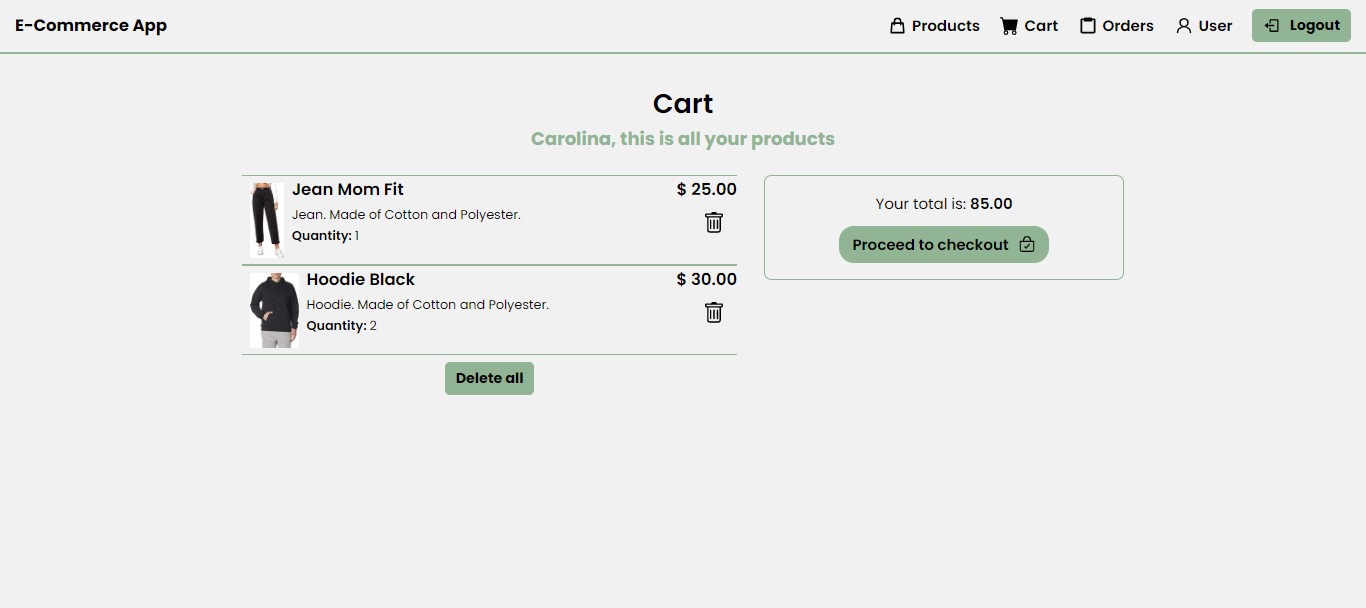 E-Commerce App
Products
Cart
Orders
User
Logout
Cart
Carolina, this is all your products
Jean Mom Fit
$ 25.00
Jean. Made of Cotton and Polyester.
Quantity: 1
Hoodie Black
$ 30.00
Hoodie. Made of Cotton and Polyester.
Quantity: 2
Delete all
Your total is: 85.00
Proceed to checkout